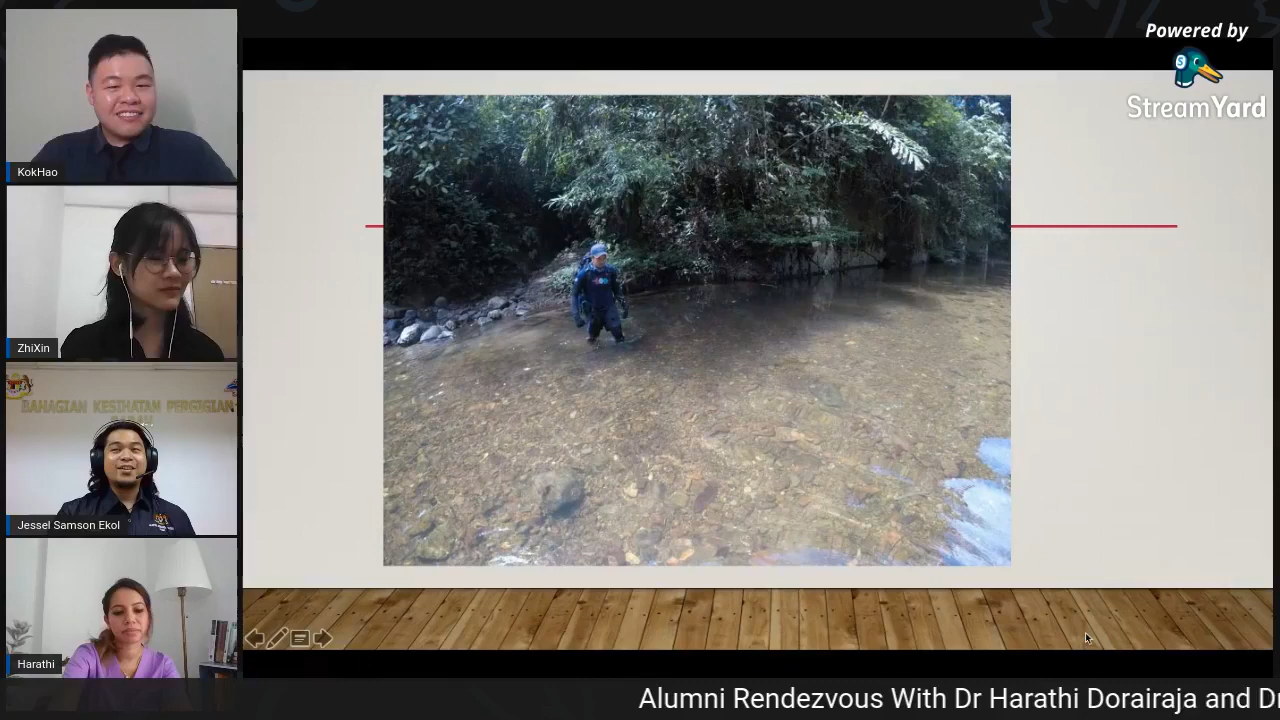 Powered by
StreamYard
KokHao
ZhiXin
BAHAGIAN KESIHATAN PERGIGIAN
Jessel Samson Ekol
Harathi
Alumni Rendezvous With Dr Harathi Dorairaja and D